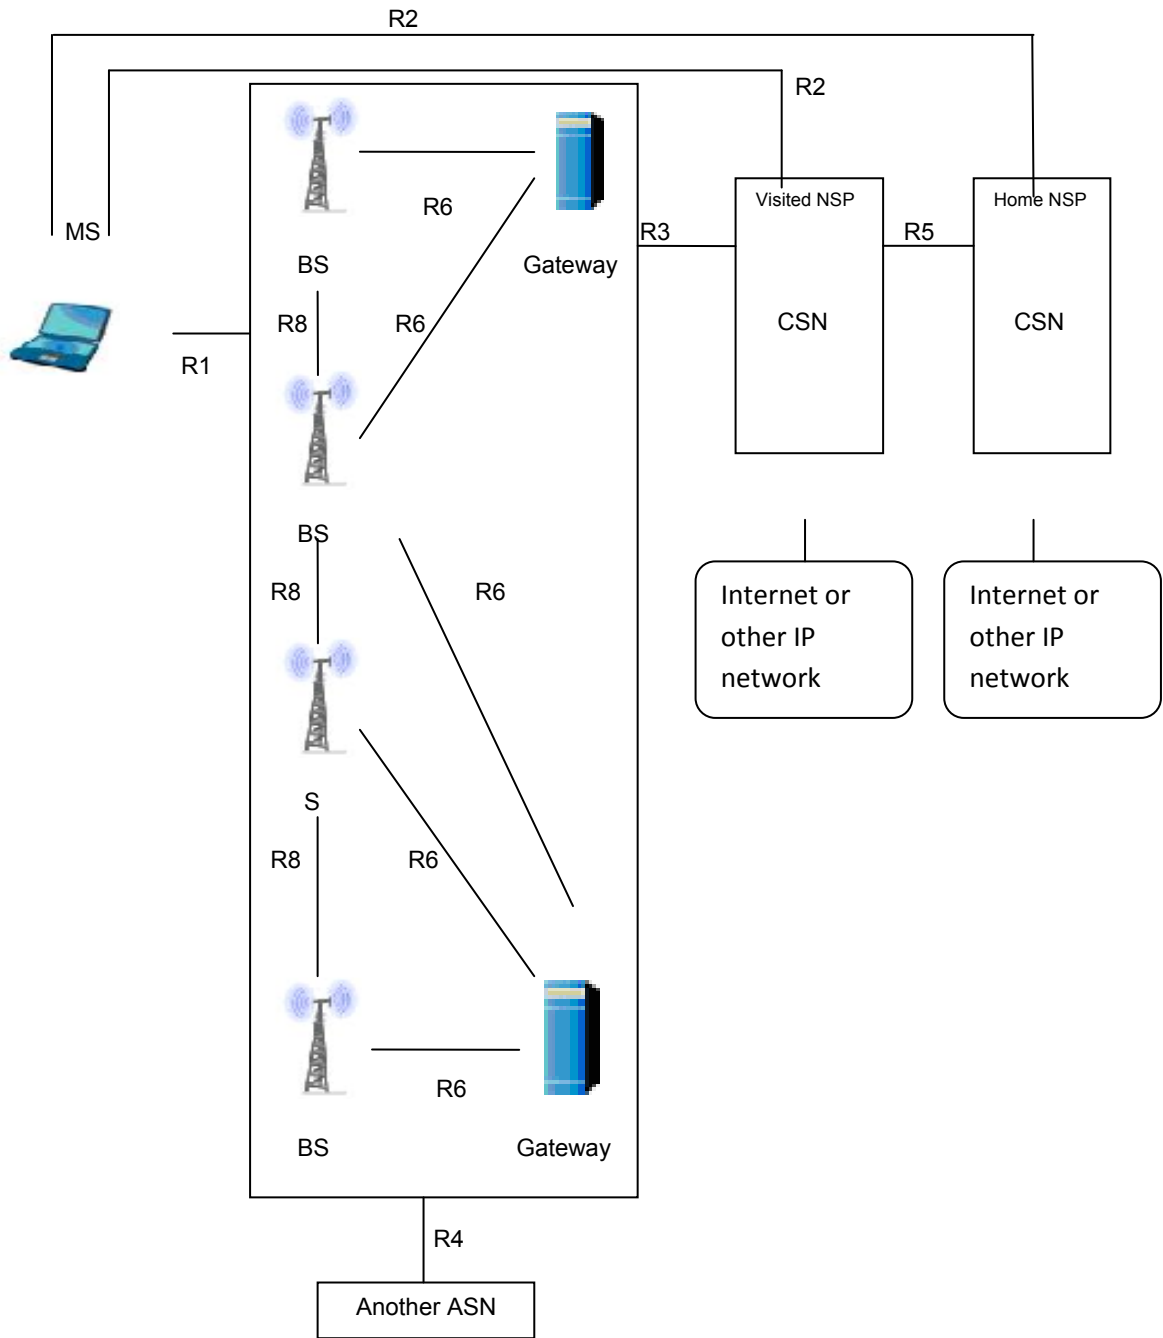 R2
R2
MS
R6
Visited NSP
Home NSP
R3
R5
BS
Gateway
R8
R6
CSN
CSN
R1
BS
R8
R6
Internet or
other IP
network
Internet or
other IP
network
S
R8
R6
R6
BS
Gateway
R4
Another ASN